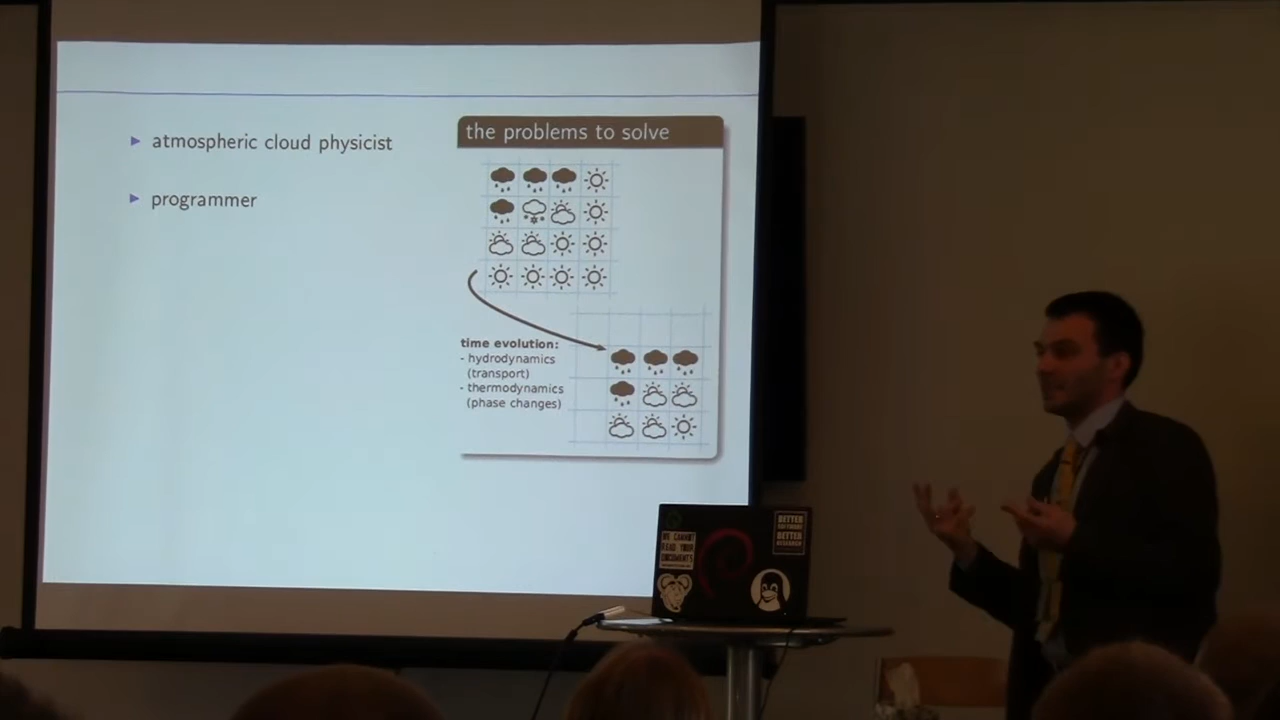 atmospheric cloud physicist
programmer
the problems to solve
time evolution:
- hydrodynamics
(transport)
- thermodynamics
(phase changes)
WE CANNOT
READ YOUR
DOCUMENTS
BETTER
SOFTWARE
BETTER
RESEARCH